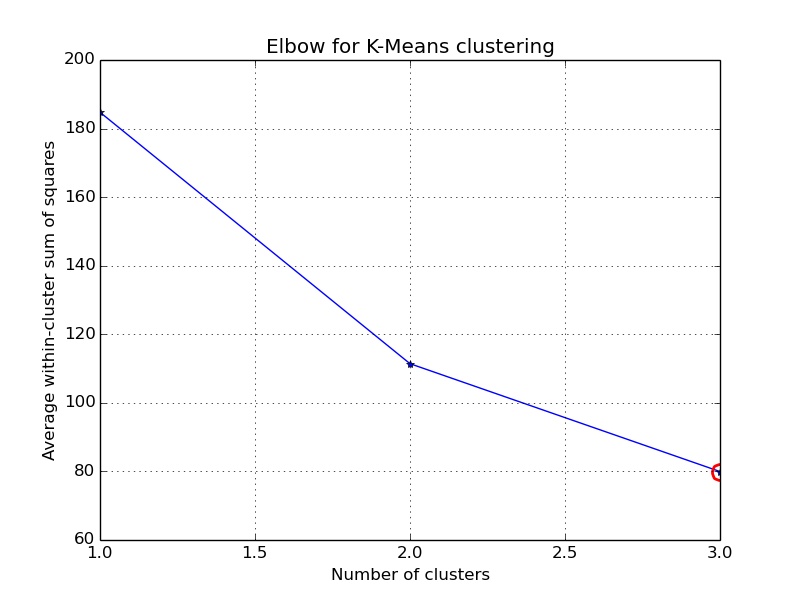 Elbow for K-Means clustering
200
180
160
140
120
100
80
60
Average within-cluster sum of squares
1.0 1.5 2.0 2.5 3.0
Number of clusters